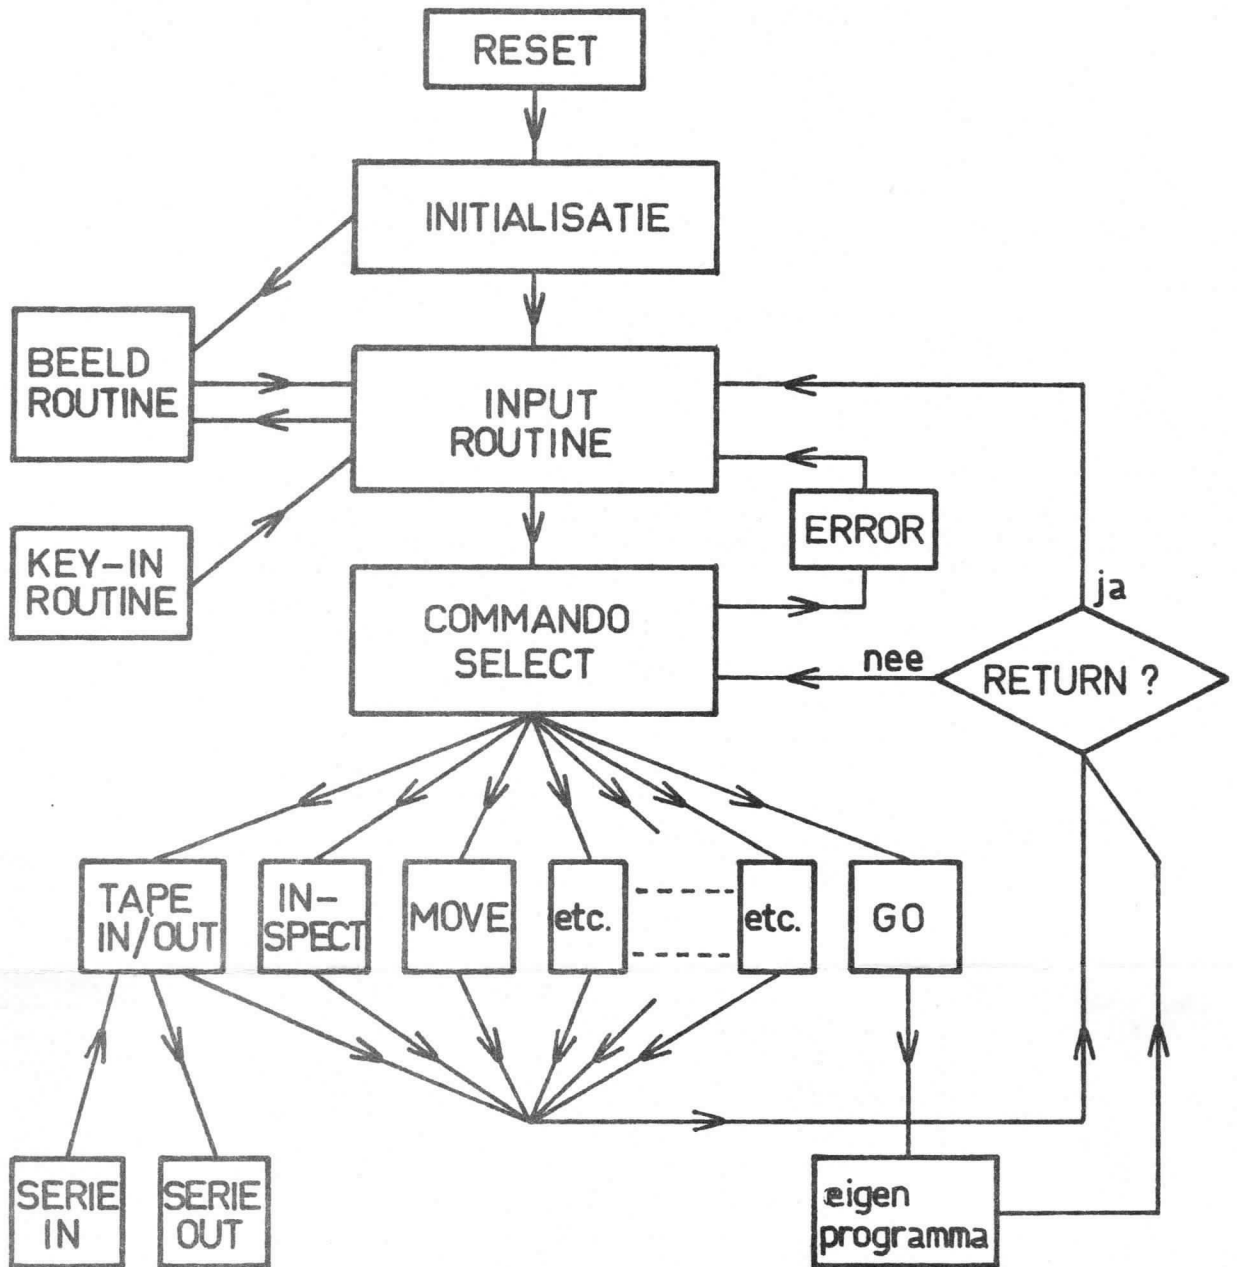 RESET
INITIALISATIE
BEELD
ROUTINE
INPUT
ROUTINE
ERROR
KEY-IN
ROUTINE
COMMANDO
SELECT
ja
nee
RETURN ?
TAPE
IN/OUT
IN-
SPECT
MOVE
etc.
etc.
GO
SERIE
IN
SERIE
OUT
eigen
programma